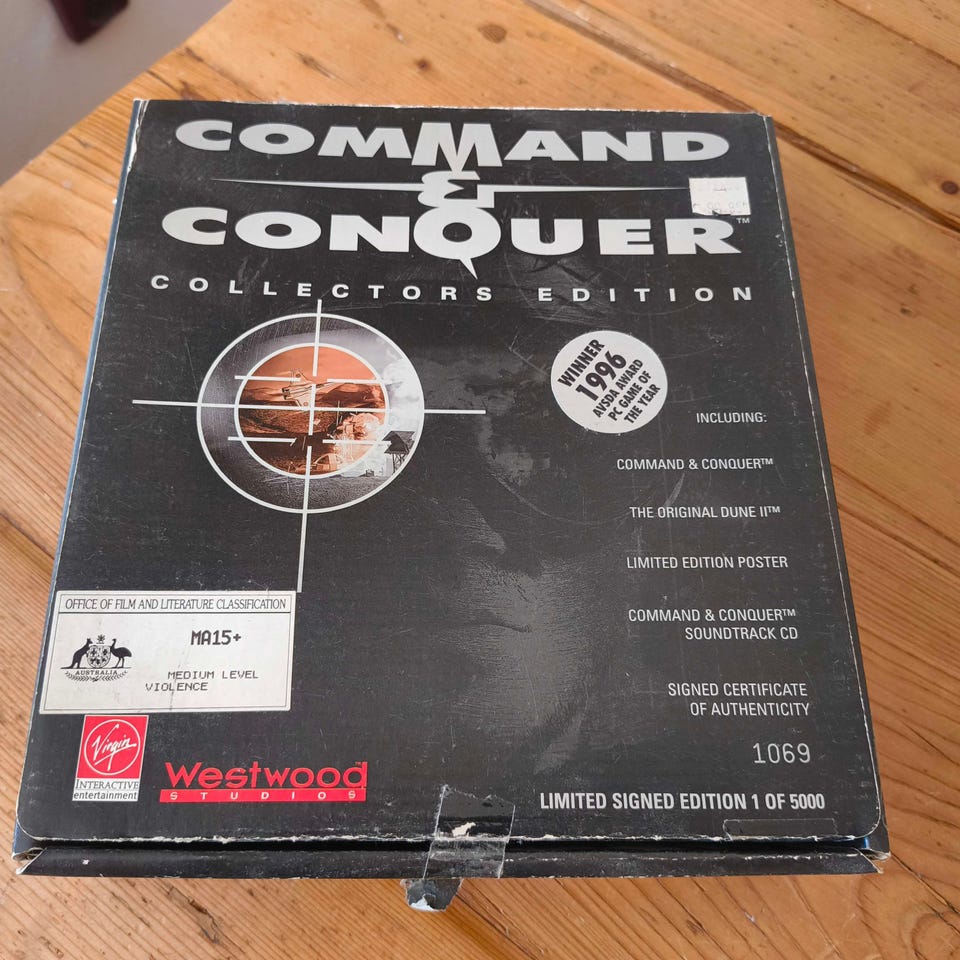 COMMAND
&
CONQUER™
COLLECTORS EDITION
WINNER
1996
AVSDA AWARD
PC GAME OF
THE YEAR
INCLUDING:
COMMAND & CONQUER™
THE ORIGINAL DUNE II™
LIMITED EDITION POSTER
COMMAND & CONQUER™
SOUNDTRACK CD
SIGNED CERTIFICATE
OF AUTHENTICITY
1069
LIMITED SIGNED EDITION 1 OF 5000
OFFICE OF FILM AND LITERATURE CLASSIFICATION
MA15+
AUSTRALIA
MEDIUM LEVEL
VIOLENCE
Virgin
INTERACTIVE
entertainment
Westwood™
STUDIOS